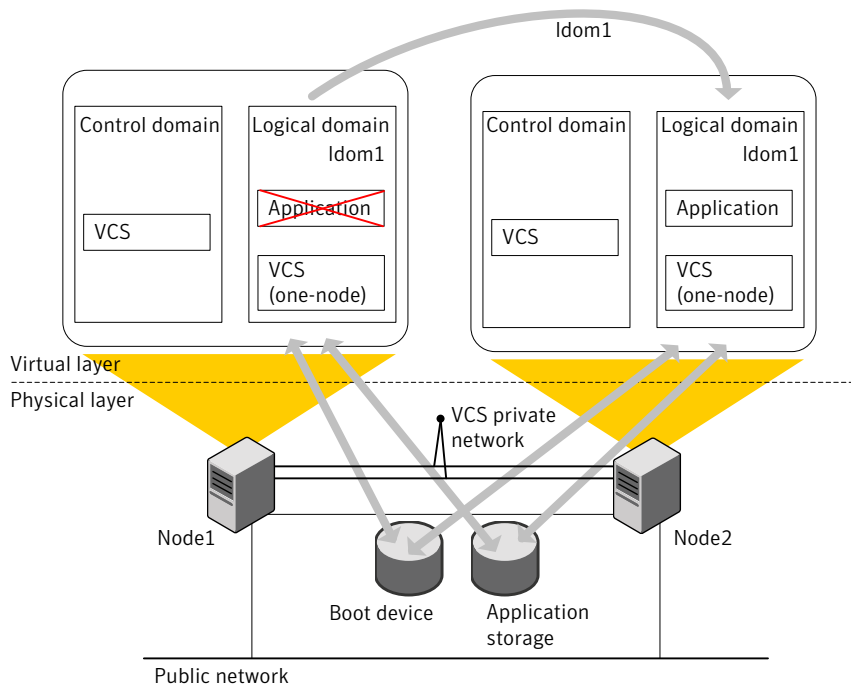 ldom1
Control domain
Logical domain
ldom1
Application
VCS
VCS
(one-node)
Control domain
Logical domain
ldom1
Application
VCS
VCS
(one-node)
Virtual layer
Physical layer
VCS private
network
Node1
Node2
Boot device
Application
storage
Public network